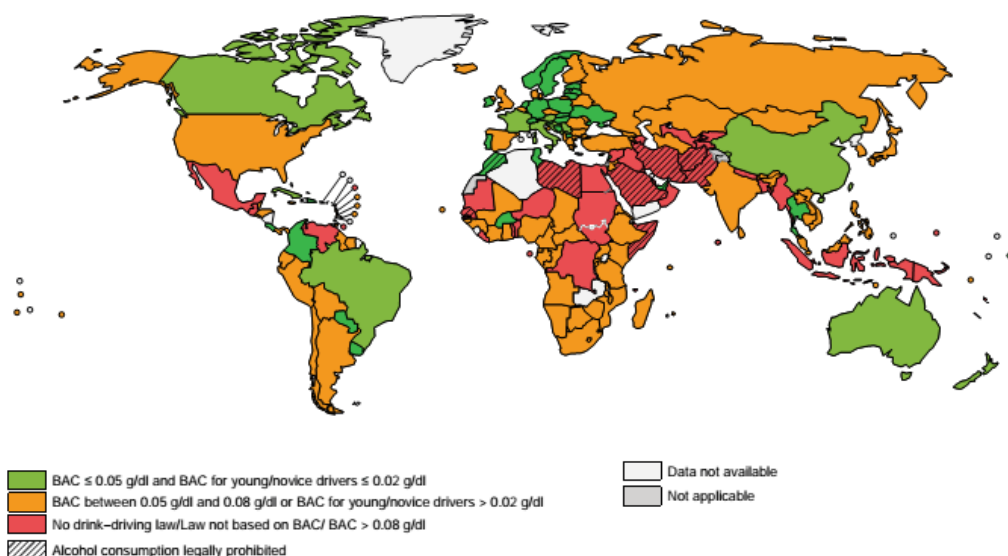 BAC ≤ 0.05 g/dl and BAC for young/novice drivers ≤ 0.02 g/dl
BAC between 0.05 g/dl and 0.08 g/dl or BAC for young/novice drivers > 0.02 g/dl
No drink–driving law/Law not based on BAC/ BAC > 0.08 g/dl
Alcohol consumption legally prohibited
Data not available
Not applicable